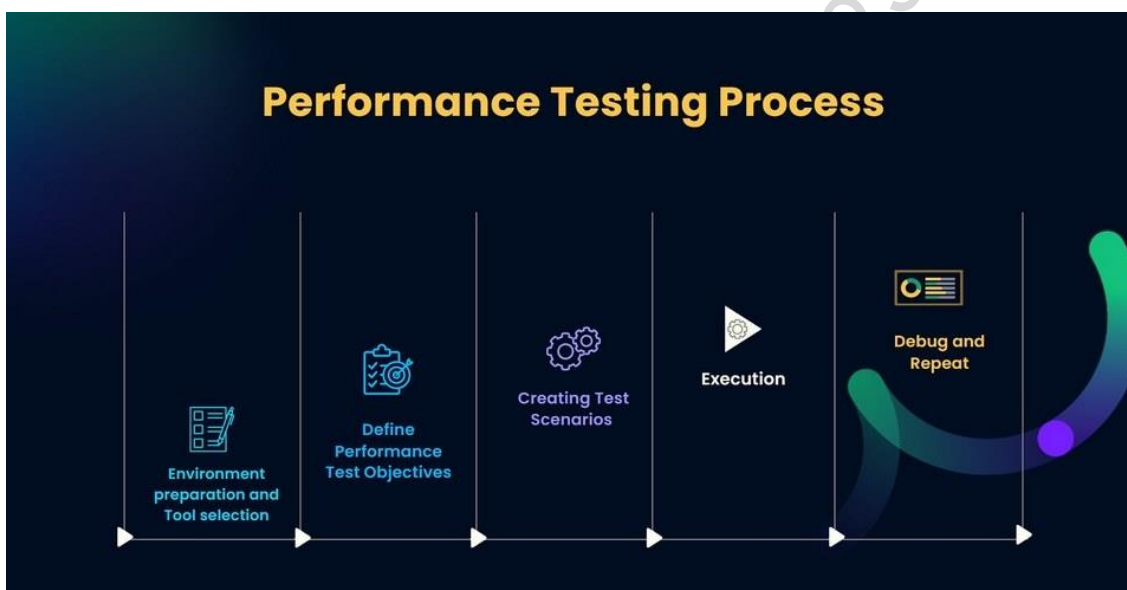 Performance Testing Process
Environment
preparation and
Tool selection
Define
Performance
Test Objectives
Creating Test
Scenarios
Execution
Debug and
Repeat